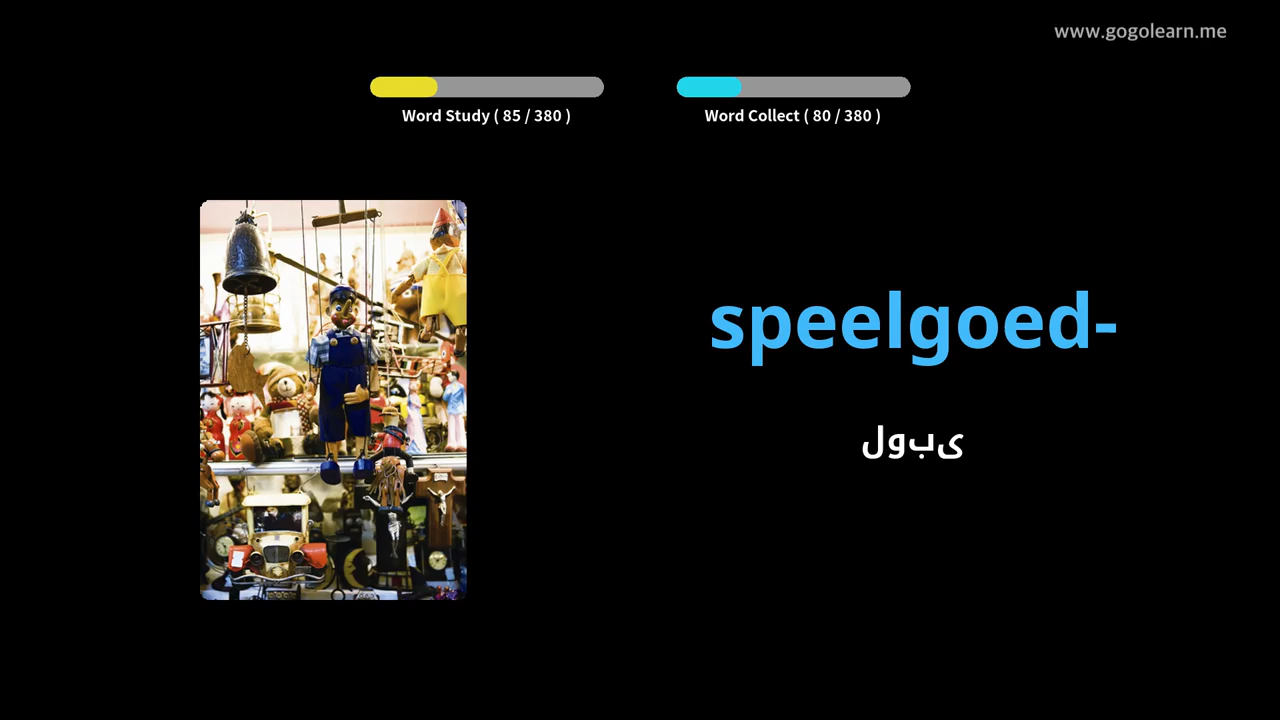 www.gogolearn.me
Word Study ( 85 / 380 )
Word Collect ( 80 / 380 )
speelgoed-
یبول